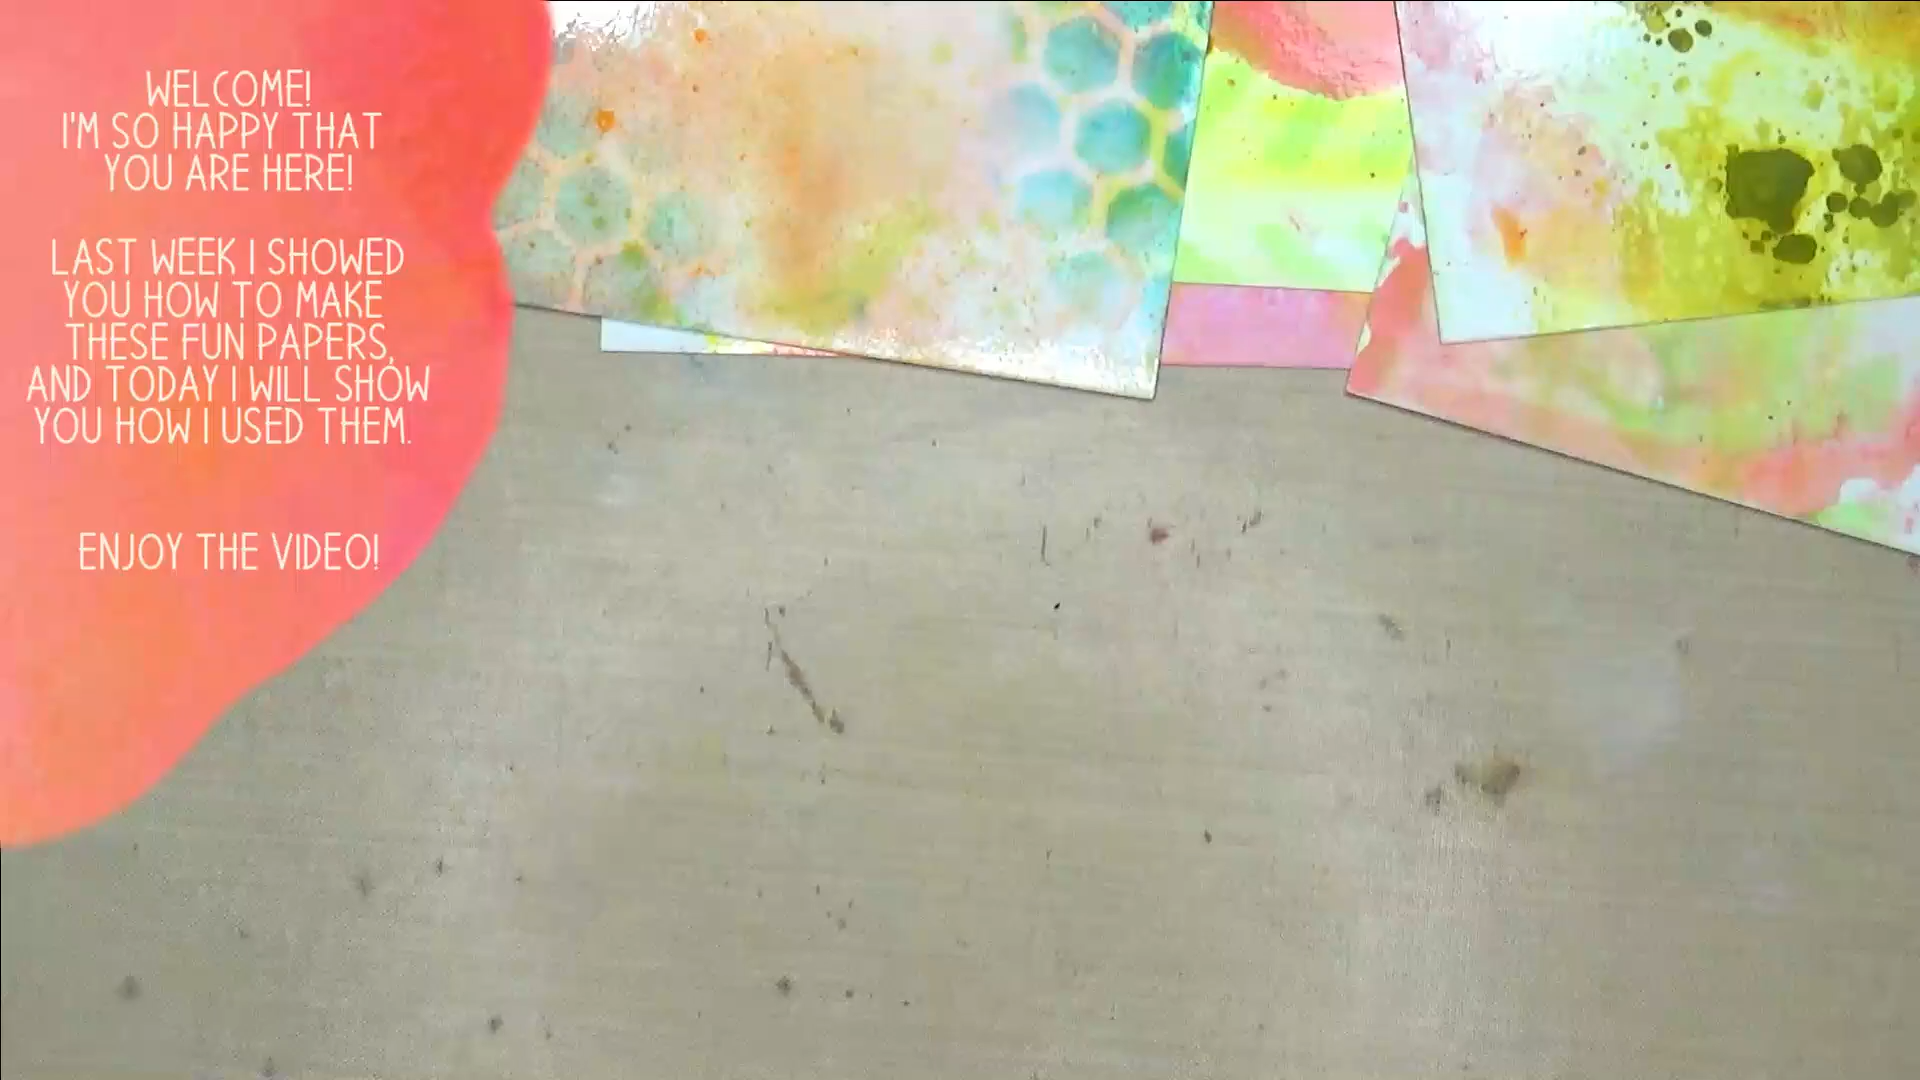 WELCOME!
I'M SO HAPPY THAT
YOU ARE HERE!
LAST WEEK I SHOWED
YOU HOW TO MAKE
THESE FUN PAPERS,
AND TODAY I WILL SHOW
YOU HOW I USED THEM.
ENJOY THE VIDEO!